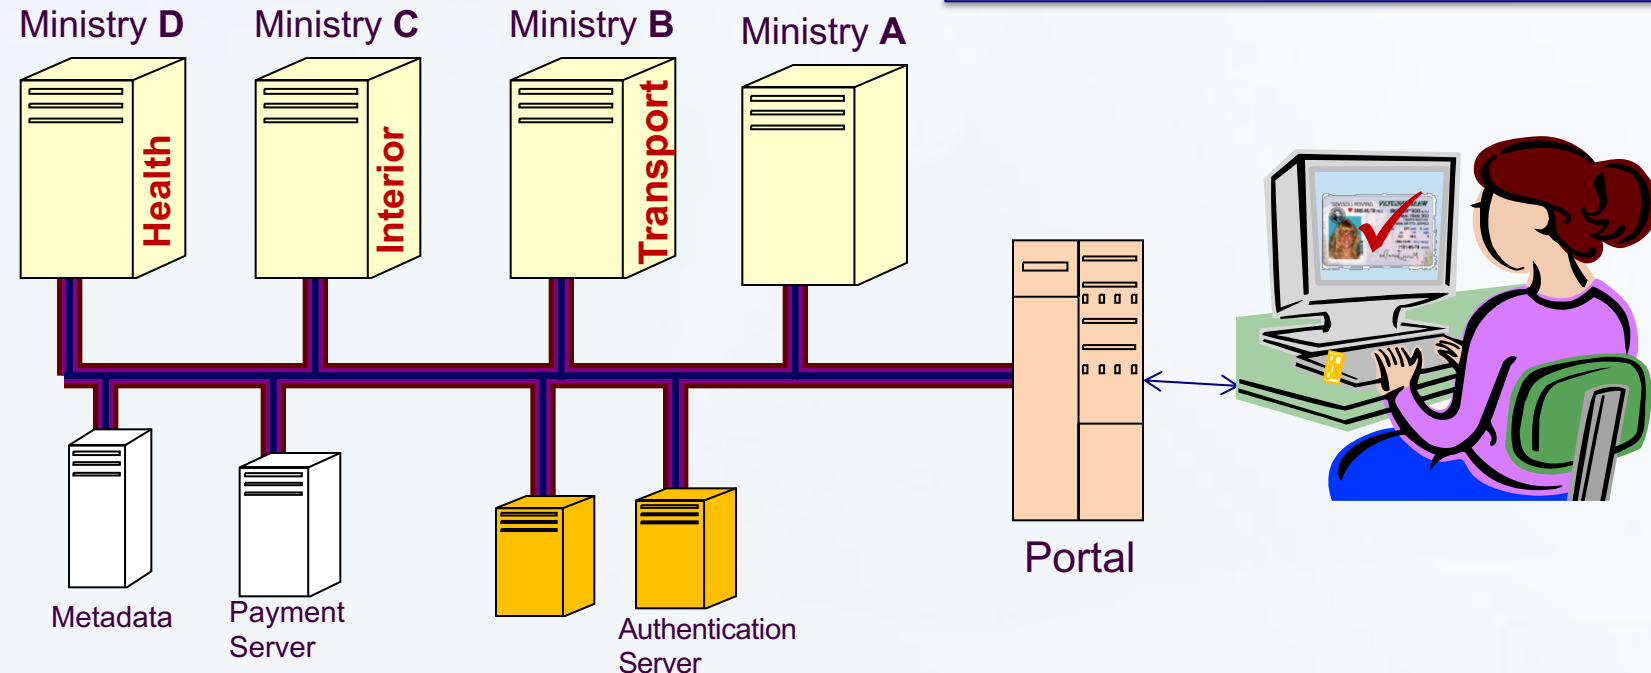 Ministry D
Ministry C
Ministry B
Ministry A
Health
Interior
Transport
Portal
Metadata
Payment
Server
Authentication
Server